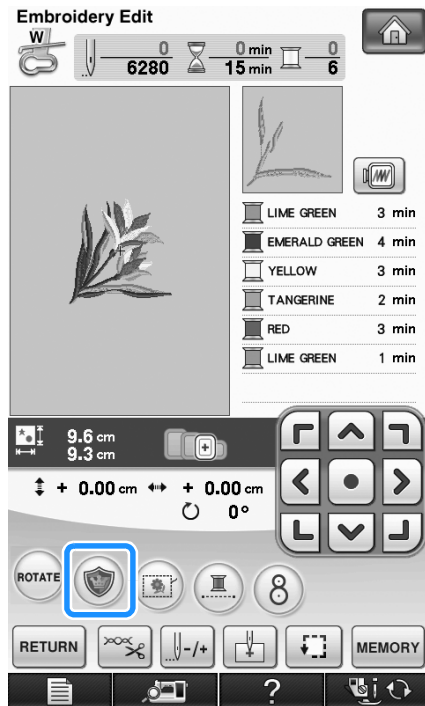 Embroidery Edit
W
0 0 min 0
6280 15 min 6
LIME GREEN 3 min
EMERALD GREEN 4 min
YELLOW 3 min
TANGERINE 2 min
RED 3 min
LIME GREEN 1 min
9.6 cm
9.3 cm
+ 0.00 cm + 0.00 cm
0°
ROTATE
8
RETURN -/+ MEMORY
?